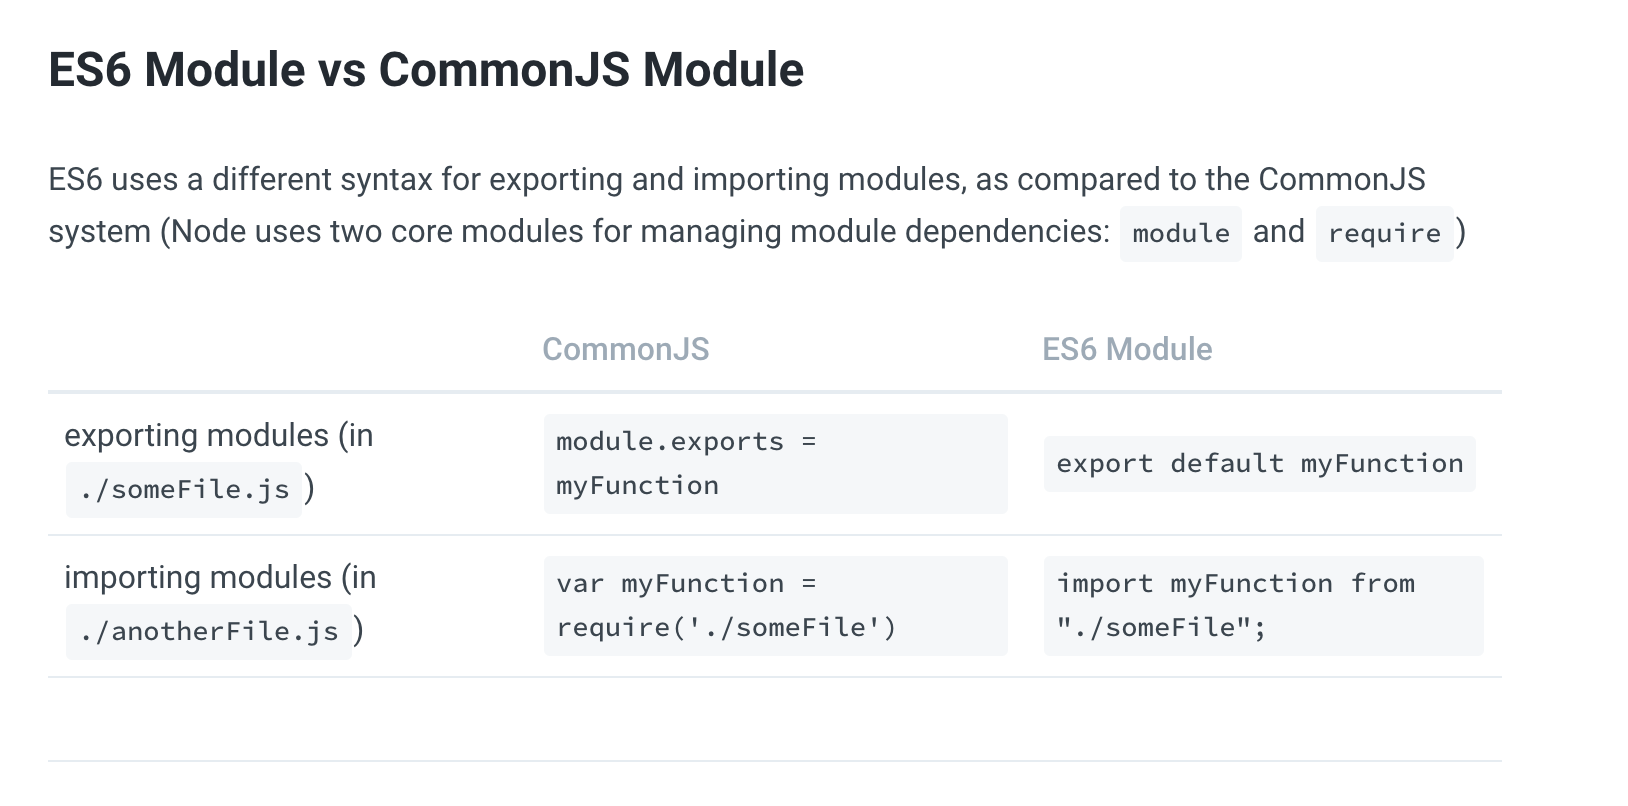 ES6 Module vs CommonJS Module
ES6 uses a different syntax for exporting and importing modules, as compared to the CommonJS
system (Node uses two core modules for managing module dependencies: module and require)
CommonJS ES6 Module
exporting modules (in
./someFile.js)
module.exports =
myFunction
export default myFunction
importing modules (in
./anotherFile.js)
var myFunction =
require('./someFile')
import myFunction from
"./someFile";